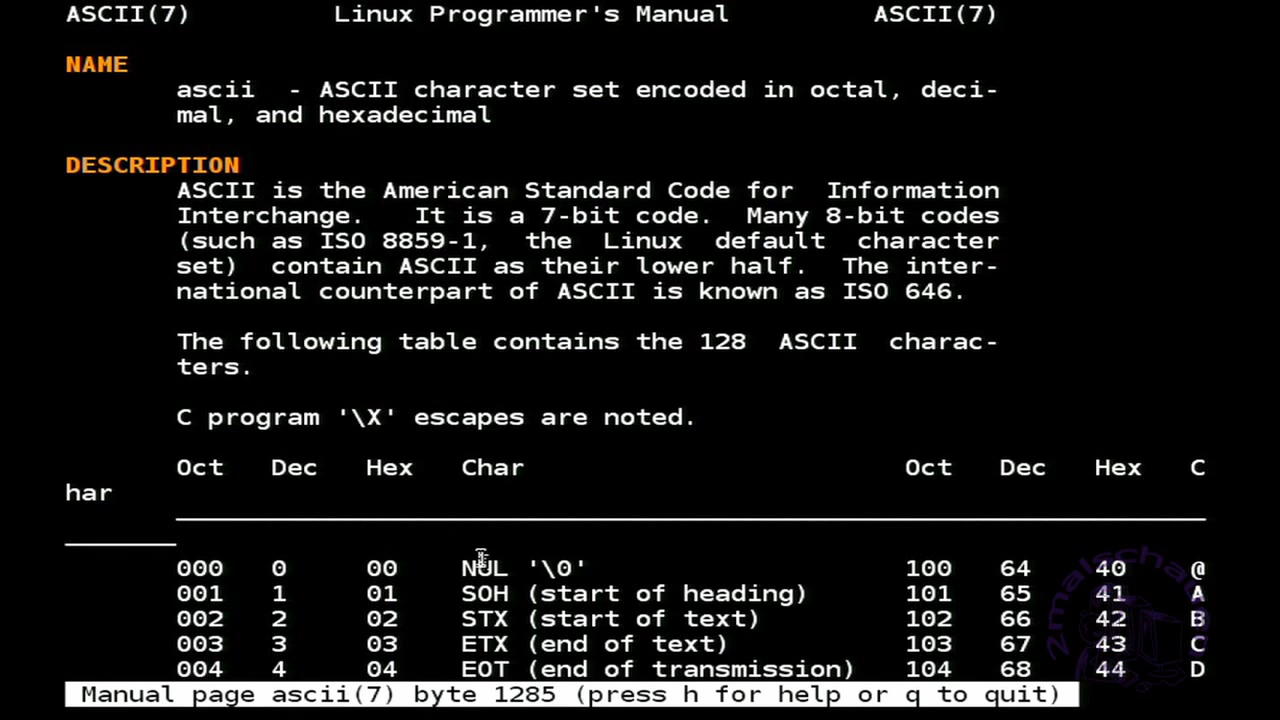 ASCII(7) Linux Programmer's Manual ASCII(7)
NAME
ascii - ASCII character set encoded in octal, deci-
mal, and hexadecimal
DESCRIPTION
ASCII is the American Standard Code for Information
Interchange. It is a 7-bit code. Many 8-bit codes
(such as ISO 8859-1, the Linux default character
set) contain ASCII as their lower half. The inter-
national counterpart of ASCII is known as ISO 646.
The following table contains the 128 ASCII charac-
ters.
C program '\X' escapes are noted.
Oct Dec Hex Char Oct Dec Hex C
har
000 0 00 NUL '\0' 100 64 40 @
001 1 01 SOH (start of heading) 101 65 41 A
002 2 02 STX (start of text) 102 66 42 B
003 3 03 ETX (end of text) 103 67 43 C
004 4 04 EOT (end of transmission) 104 68 44 D
Manual page ascii(7) byte 1285 (press h for help or q to quit)